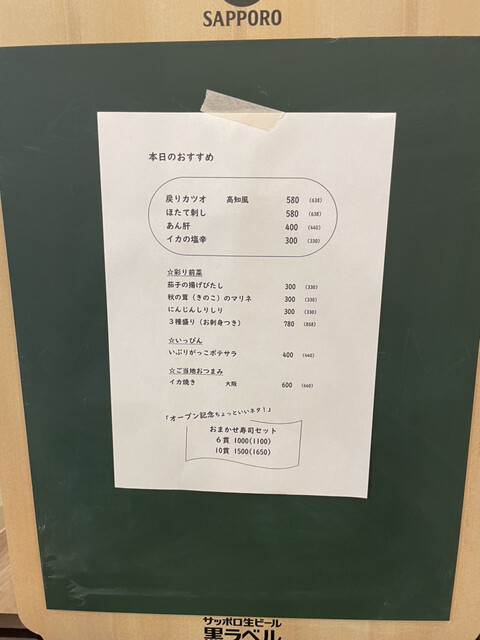 SAPPORO
本日のおすすめ
戻りカツオ 高知風 580 (638)
ほたて刺し 580 (638)
あん肝 400 (440)
イカの塩辛 300 (330)
☆彩り前菜
茄子の揚げびたし 300 (330)
秋の茸(きのこ)のマリネ 300 (330)
にんじんしりしり 300 (330)
3種盛り(お刺身つき) 780 (858)
☆いっぴん
いぶりがっこポテサラ 400 (440)
☆ご当地おつまみ
イカ焼き 大阪 600 (660)
「オープン記念ちょっといいネタ!」
おまかせ寿司セット
6貫 1000(1100)
10貫 1500(1650)
サッポロ生ビール
黒ラベル